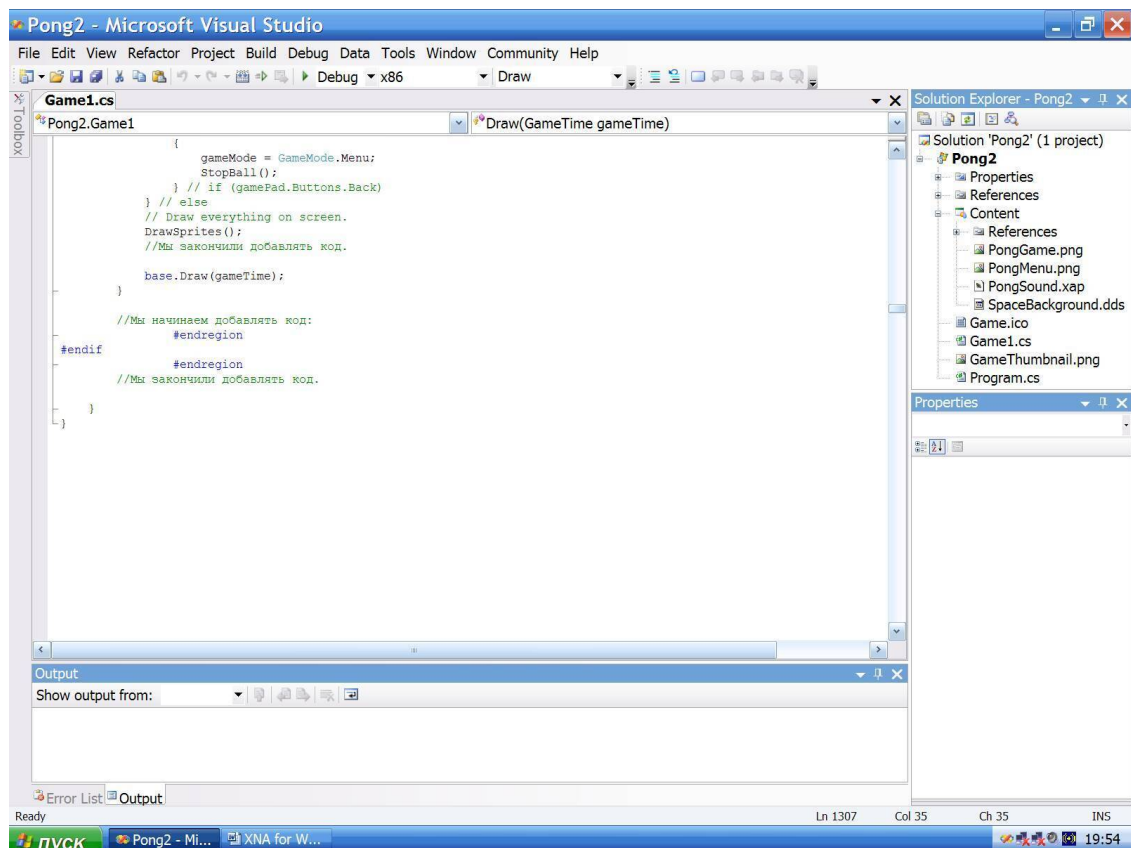 Pong2 - Microsoft Visual Studio
File Edit View Refactor Project Build Debug Data Tools Window Community Help
Debug x86 Draw
Toolbox
Game1.cs
Pong2.Game1 Draw(GameTime gameTime)
{
gameMode = GameMode.Menu;
StopBall();
} // if (gamePad.Buttons.Back)
} // else
// Draw everything on screen.
DrawSprites();
//Мы закончили добавлять код.
base.Draw(gameTime);
}
//Мы начинаем добавлять код:
#endregion
#endif
#endregion
//Мы закончили добавлять код.
}
}
Solution Explorer - Pong2
Solution 'Pong2' (1 project)
Pong2
Properties
References
Content
References
PongGame.png
PongMenu.png
PongSound.xap
SpaceBackground.dds
Game.ico
Game1.cs
GameThumbnail.png
Program.cs
Properties
Output
Show output from:
Error List Output
Ready Ln 1307 Col 35 Ch 35 INS
пуск Pong2 - Mi... XNA for W... 19:54